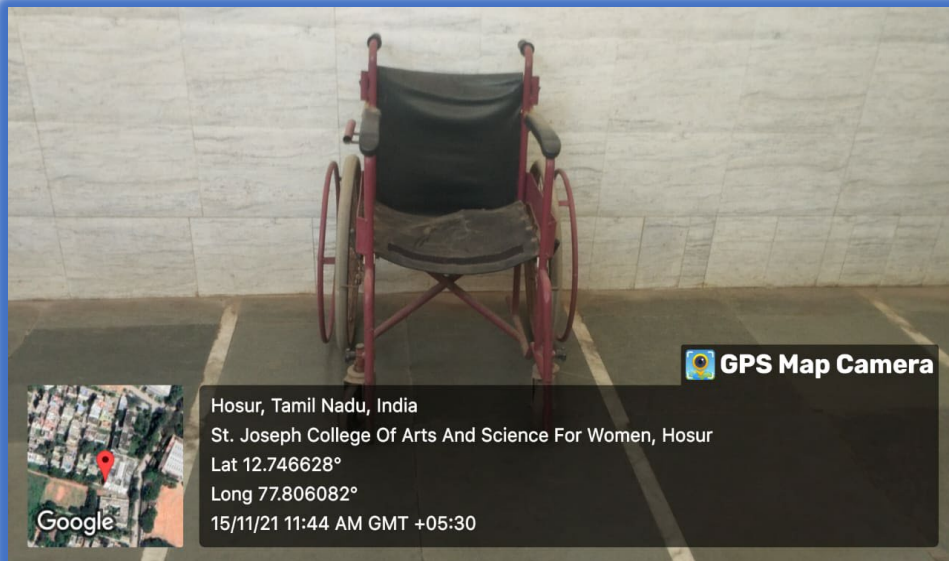 GPS Map Camera
Hosur, Tamil Nadu, India
St. Joseph College Of Arts And Science For Women, Hosur
Lat 12.746628°
Long 77.806082°
15/11/21 11:44 AM GMT +05:30
Google